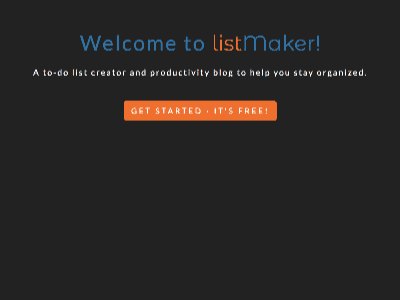 Welcome to listMaker!
A to-do list creator and productivity blog to help you stay organized.
GET STARTED - IT'S FREE!